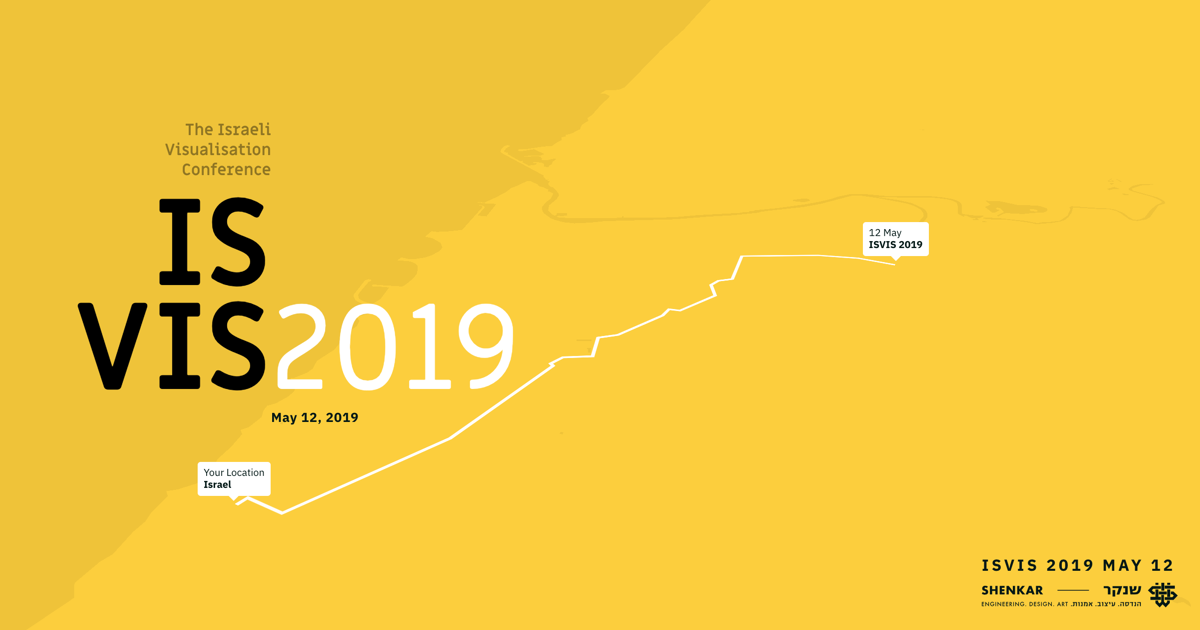 The Israeli
Visualisation
Conference
IS
VIS2019
May 12, 2019
12 May
ISVIS 2019
Your Location
Israel
ISVIS 2019 MAY 12
SHENKAR שנקר
ENGINEERING. DESIGN. ART הנדסה. עיצוב. אמנות.